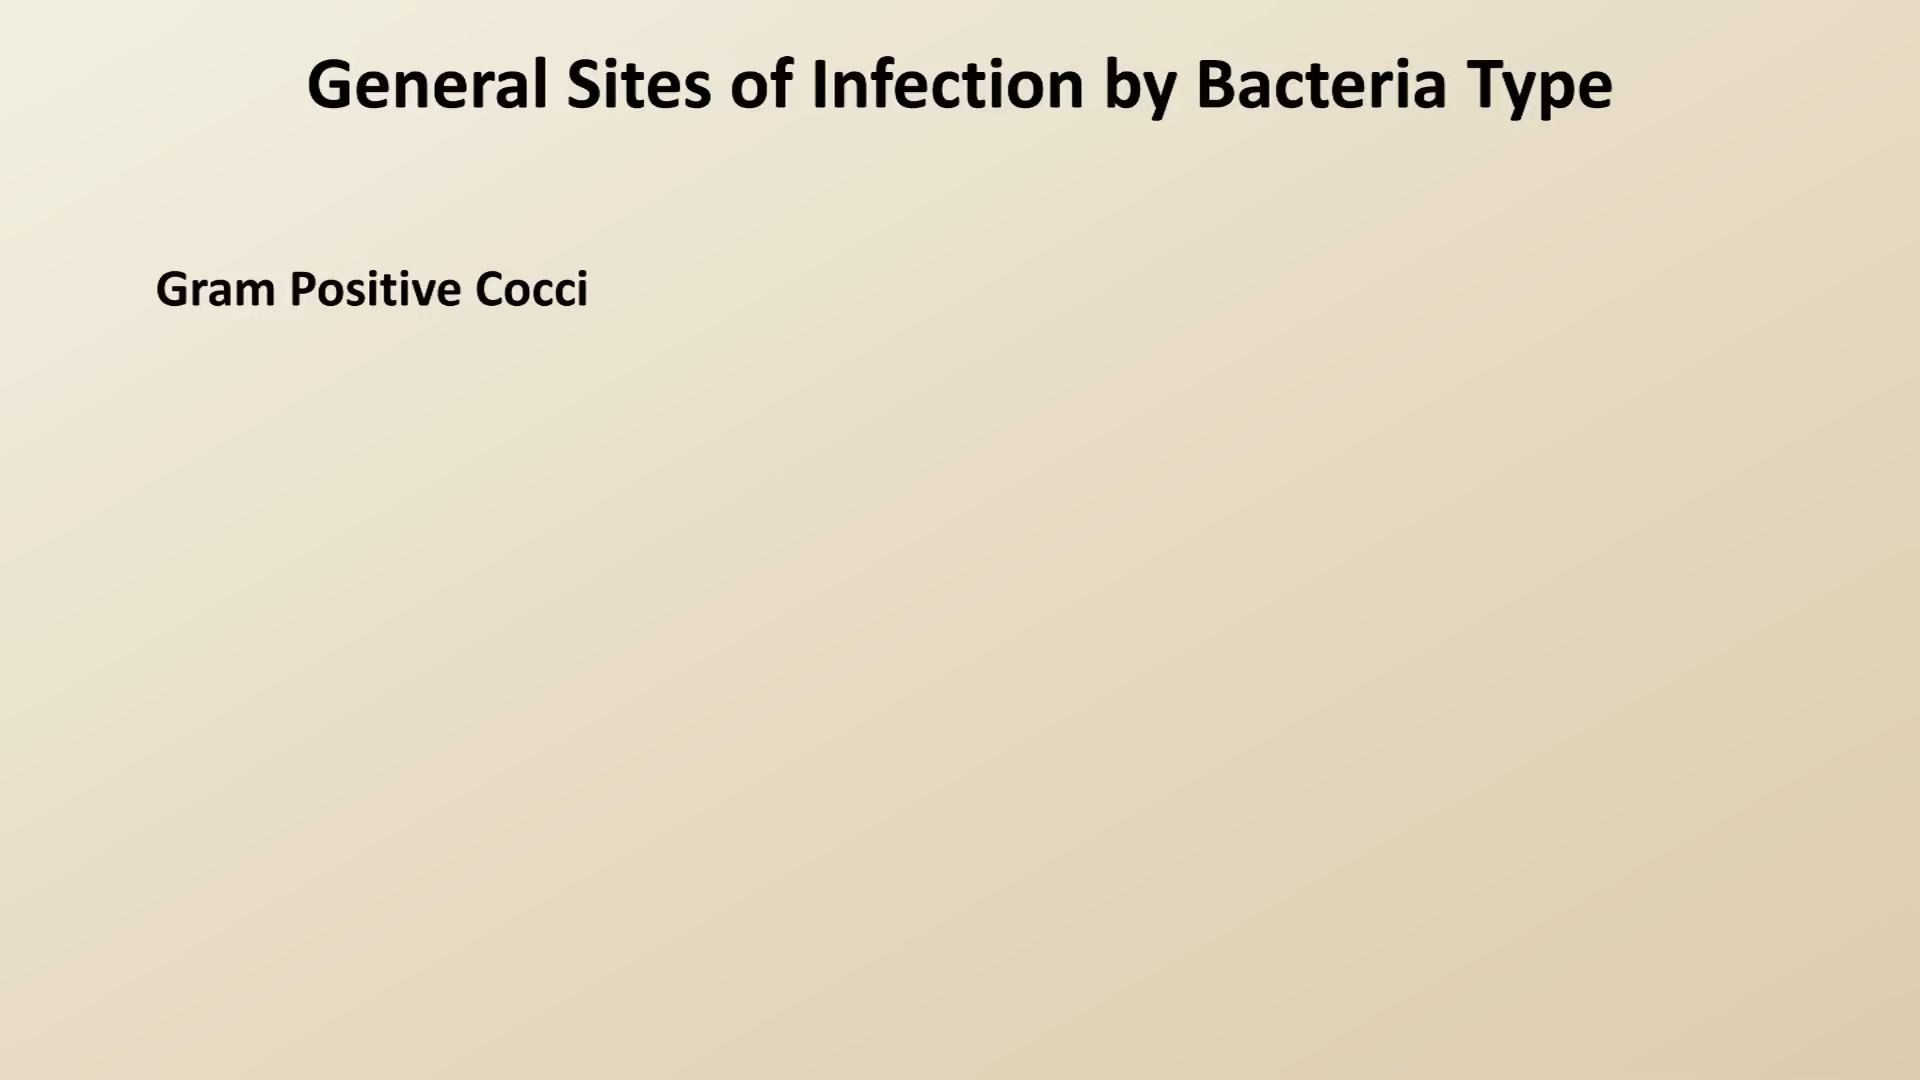 General Sites of Infection by Bacteria Type
Gram Positive Cocci